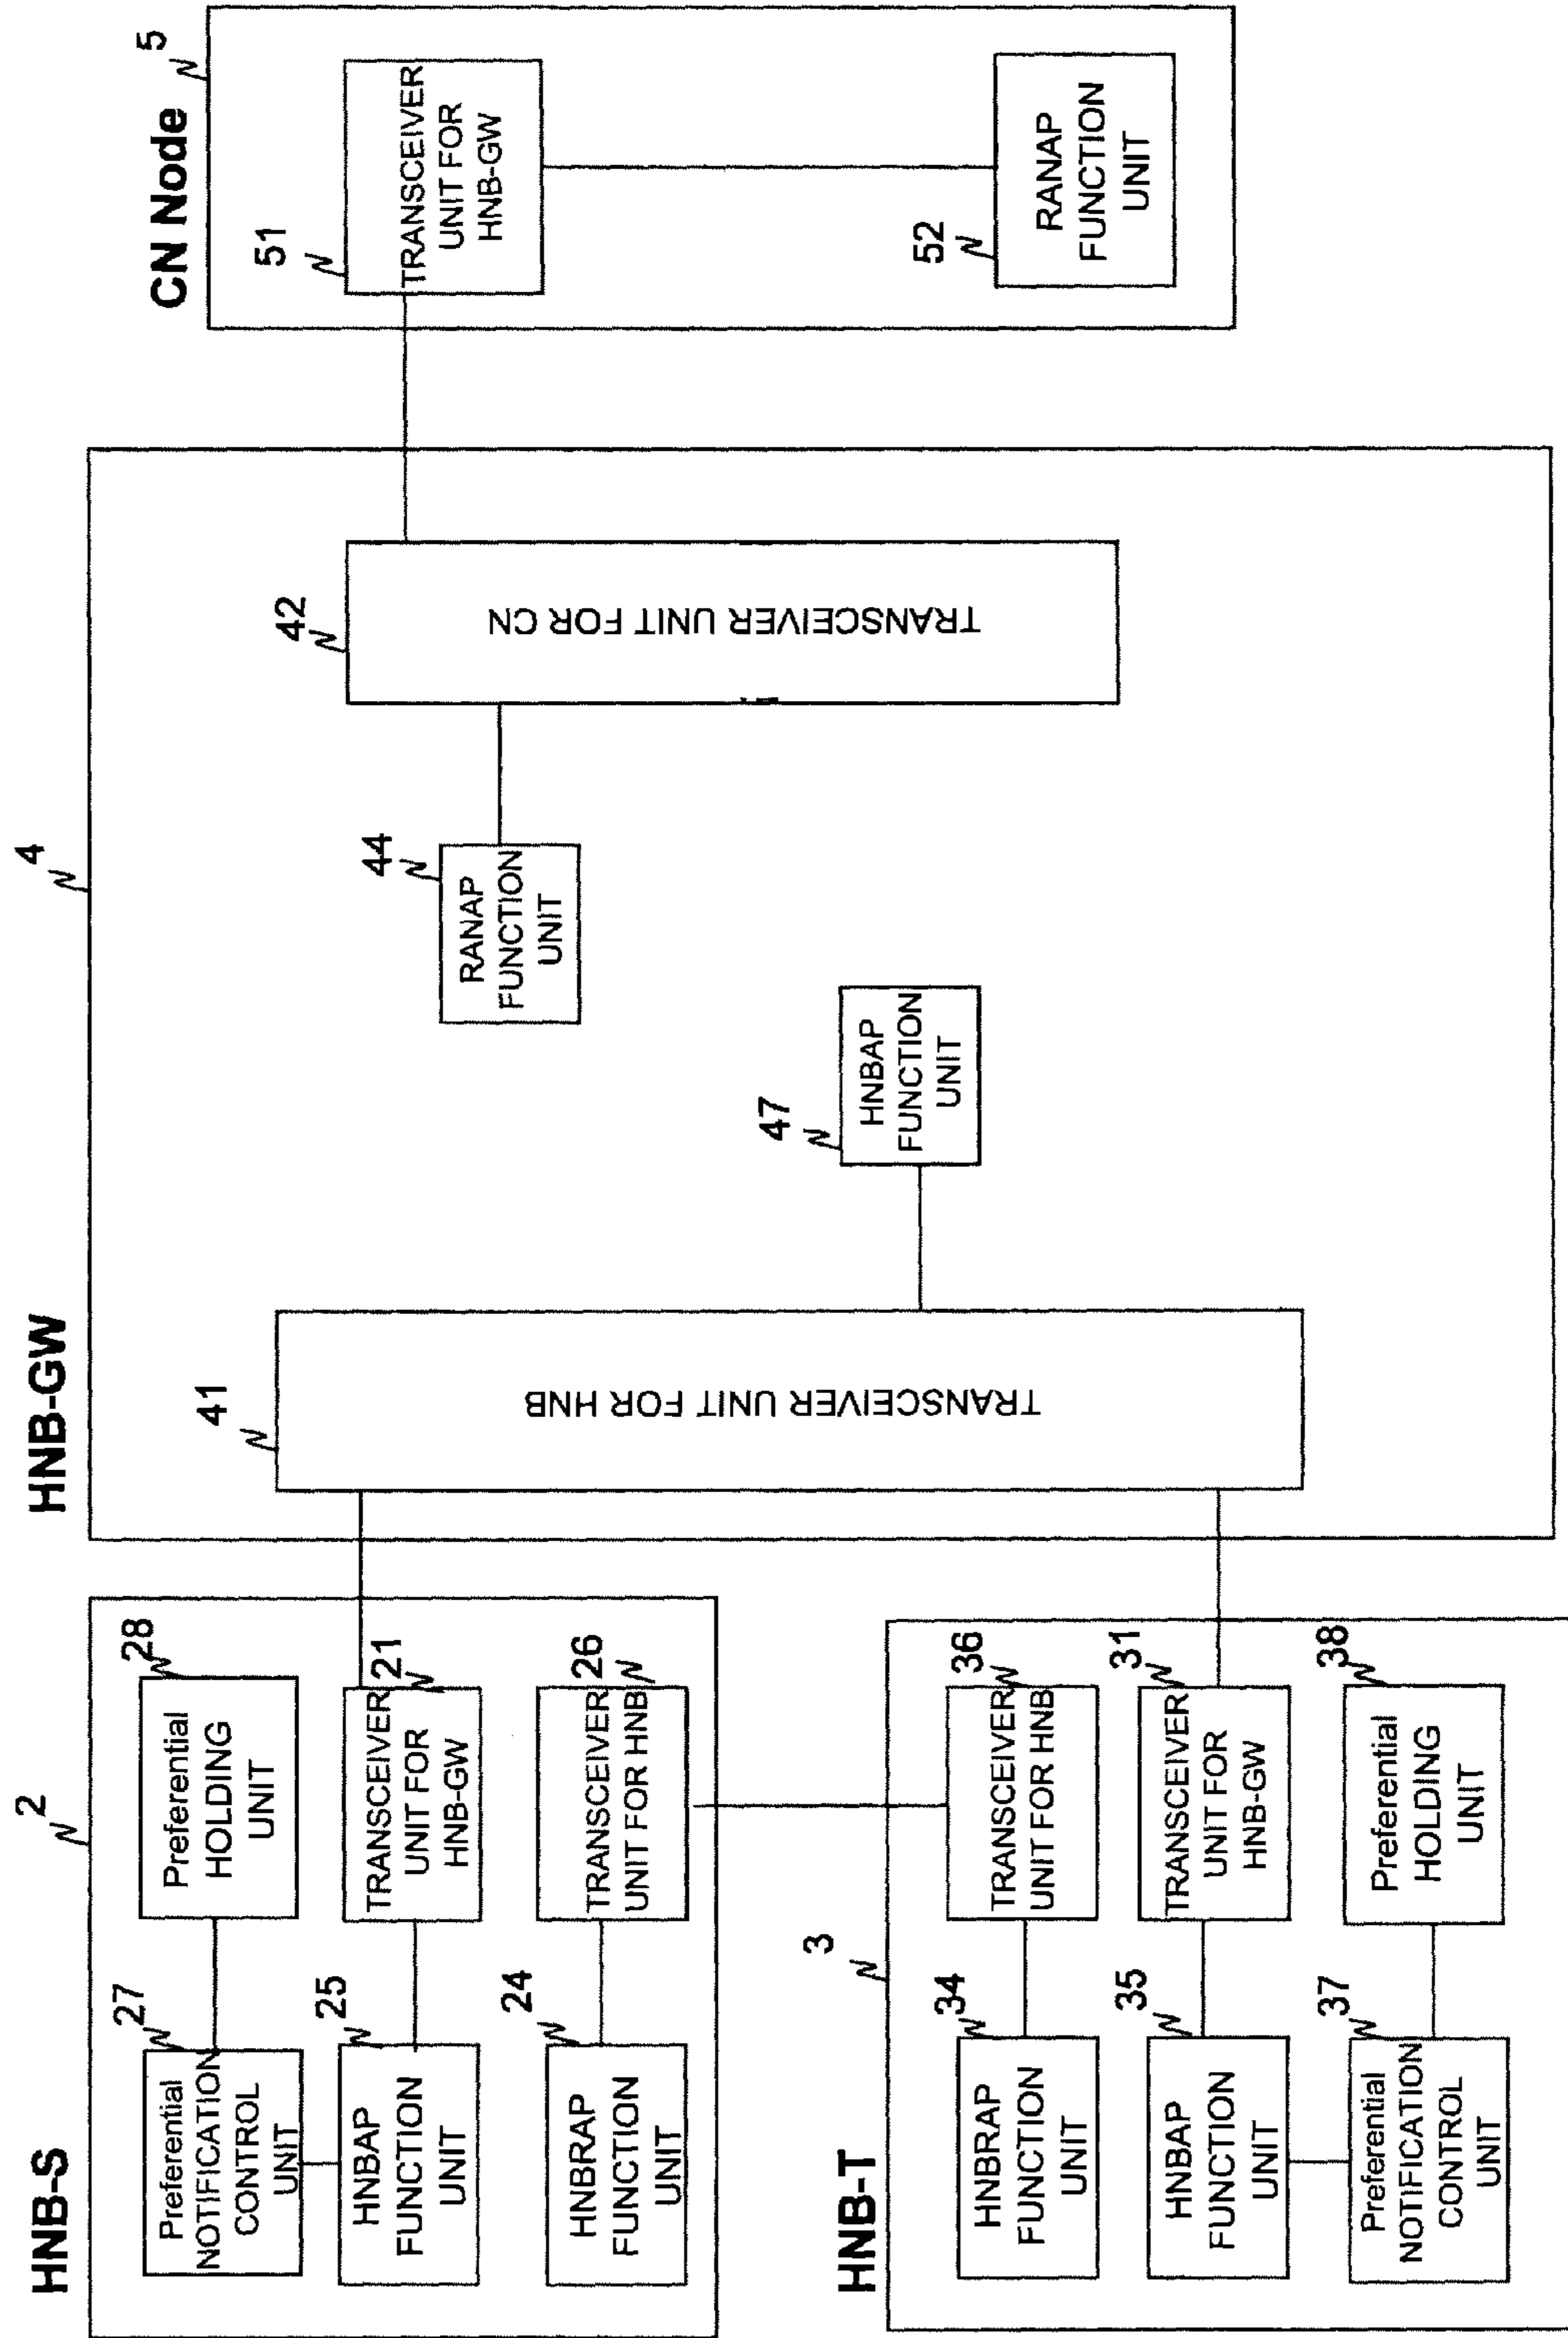 HNB-S
2
27
Preferential
NOTIFICATION
CONTROL
UNIT
28
Preferential
HOLDING
UNIT
25
HNBAP
FUNCTION
UNIT
21
TRANSCEIVER
UNIT FOR
HNB-GW
24
HNBRAP
FUNCTION
UNIT
26
TRANSCEIVER
UNIT FOR HNB
HNB-T
3
34
HNBRAP
FUNCTION
UNIT
36
TRANSCEIVER
UNIT FOR HNB
35
HNBAP
FUNCTION
UNIT
31
TRANSCEIVER
UNIT FOR
HNB-GW
37
Preferential
NOTIFICATION
CONTROL
UNIT
38
Preferential
HOLDING
UNIT
HNB-GW
4
41
TRANSCEIVER UNIT FOR HNB
47
HNBAP
FUNCTION
UNIT
44
RANAP
FUNCTION
UNIT
42
TRANSCEIVER UNIT FOR CN
CN Node
5
51
TRANSCEIVER
UNIT FOR
HNB-GW
52
RANAP
FUNCTION
UNIT